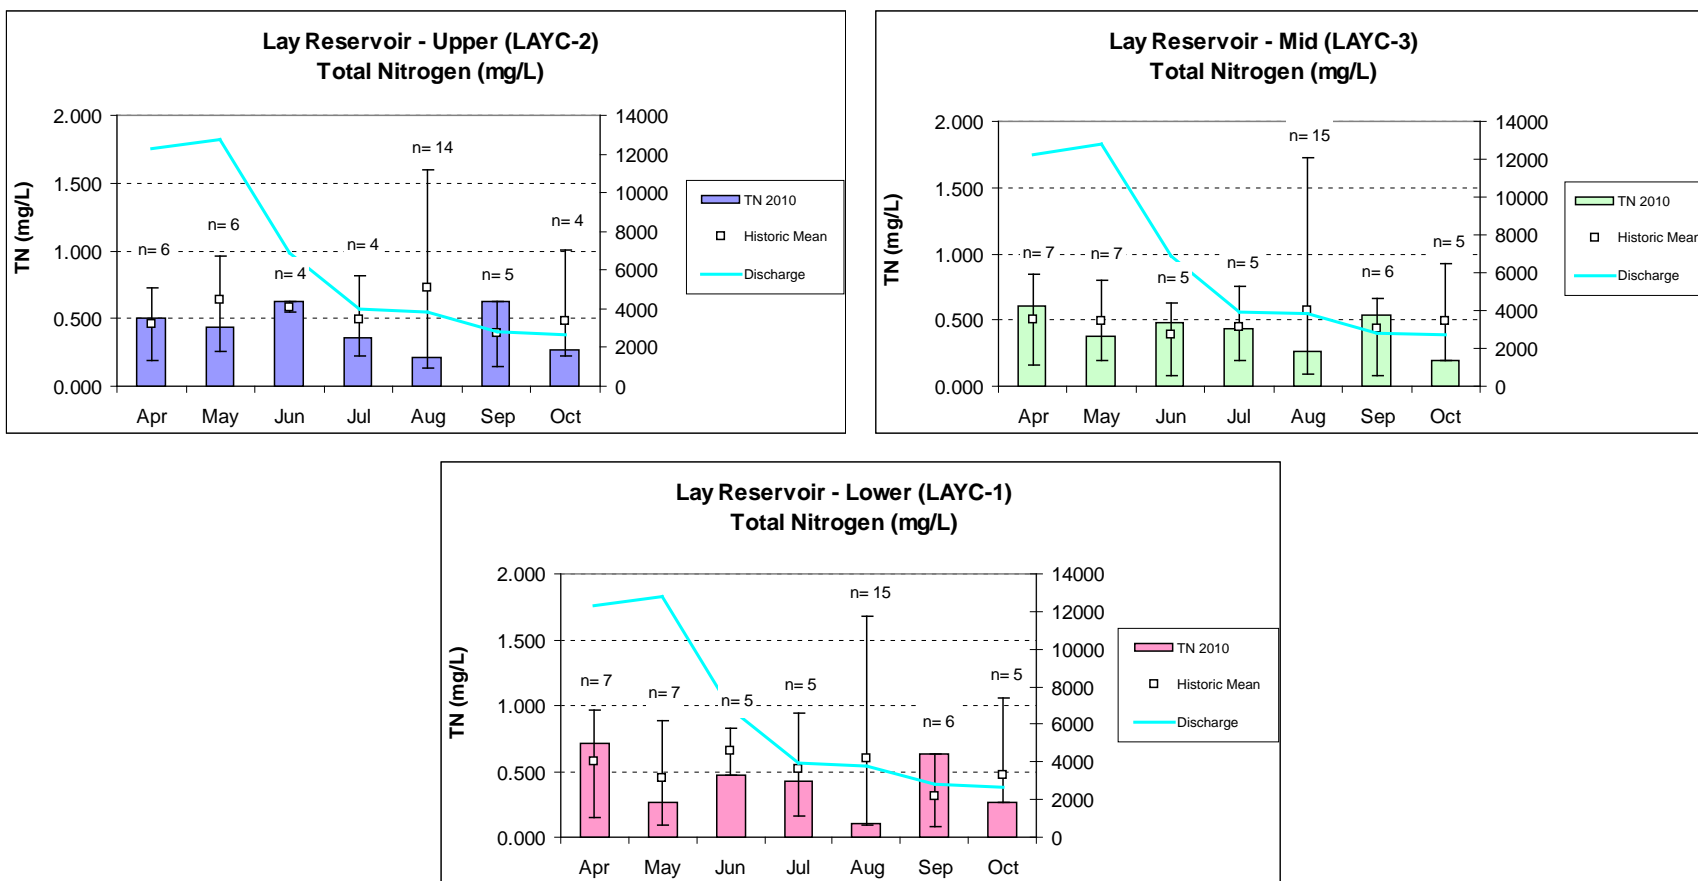 Lay Reservoir - Upper (LAYC-2)
Total Nitrogen (mg/L)
TN (mg/L)
2.000
1.500
1.000
0.500
0.000
14000
12000
10000
8000
6000
4000
2000
0
n= 6
n= 6
n= 4
n= 4
n= 14
n= 5
n= 4
Apr May Jun Jul Aug Sep Oct
TN 2010
Historic Mean
Discharge
Lay Reservoir - Mid (LAYC-3)
Total Nitrogen (mg/L)
TN (mg/L)
2.000
1.500
1.000
0.500
0.000
14000
12000
10000
8000
6000
4000
2000
0
n= 7
n= 7
n= 5
n= 5
n= 15
n= 6
n= 5
Apr May Jun Jul Aug Sep Oct
TN 2010
Historic Mean
Discharge
Lay Reservoir - Lower (LAYC-1)
Total Nitrogen (mg/L)
TN (mg/L)
2.000
1.500
1.000
0.500
0.000
14000
12000
10000
8000
6000
4000
2000
0
n= 7
n= 7
n= 5
n= 5
n= 15
n= 6
n= 5
Apr May Jun Jul Aug Sep Oct
TN 2010
Historic Mean
Discharge